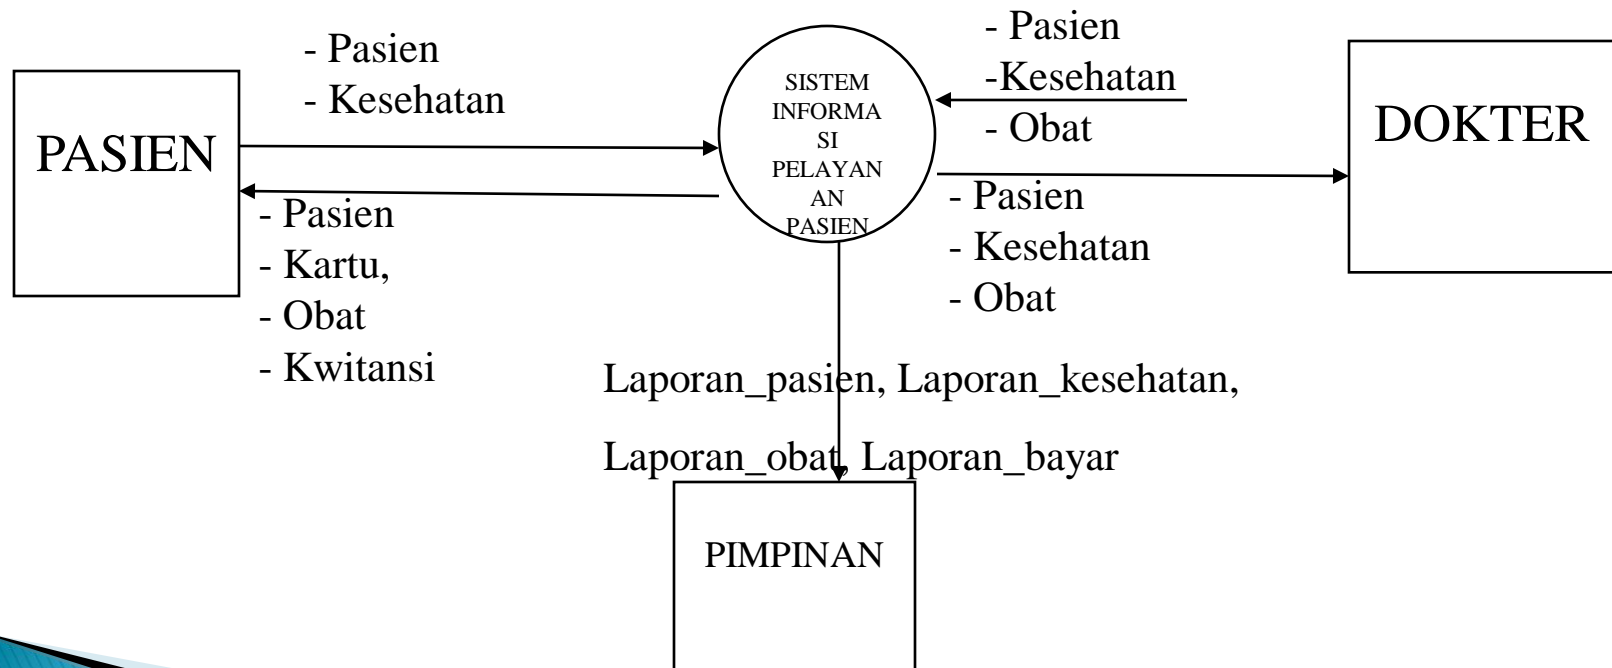 PASIEN
- Pasien
- Kesehatan
- Pasien
- Kartu,
- Obat
- Kwitansi
SISTEM
INFORMA
SI
PELAYAN
AN
PASIEN
- Pasien
-Kesehatan
- Obat
- Pasien
- Kesehatan
- Obat
DOKTER
Laporan_pasien, Laporan_kesehatan,
Laporan_obat, Laporan_bayar
PIMPINAN